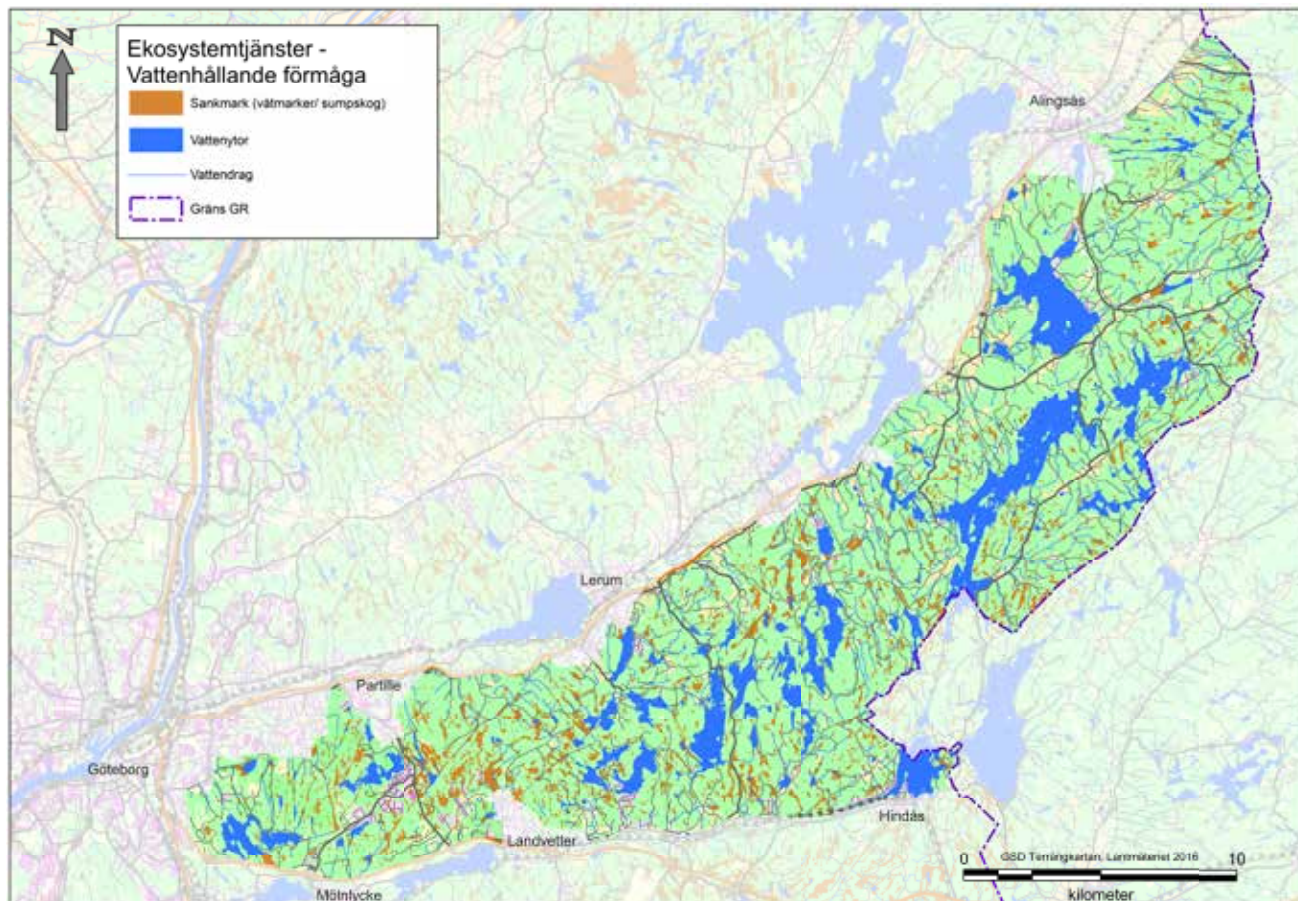 N
Ekosystemtjänster -
Vattenhållande förmåga
Sankmark (våtmarker/ sumpskog)
Vattenytor
Vattendrag
Gräns GR
Alingsås
Lerum
Partille
Göteborg
Landvetter
Hindås
Mölnlycke
GSD Terrängkartan, Lantmäteriet 2016
0 10
kilometer